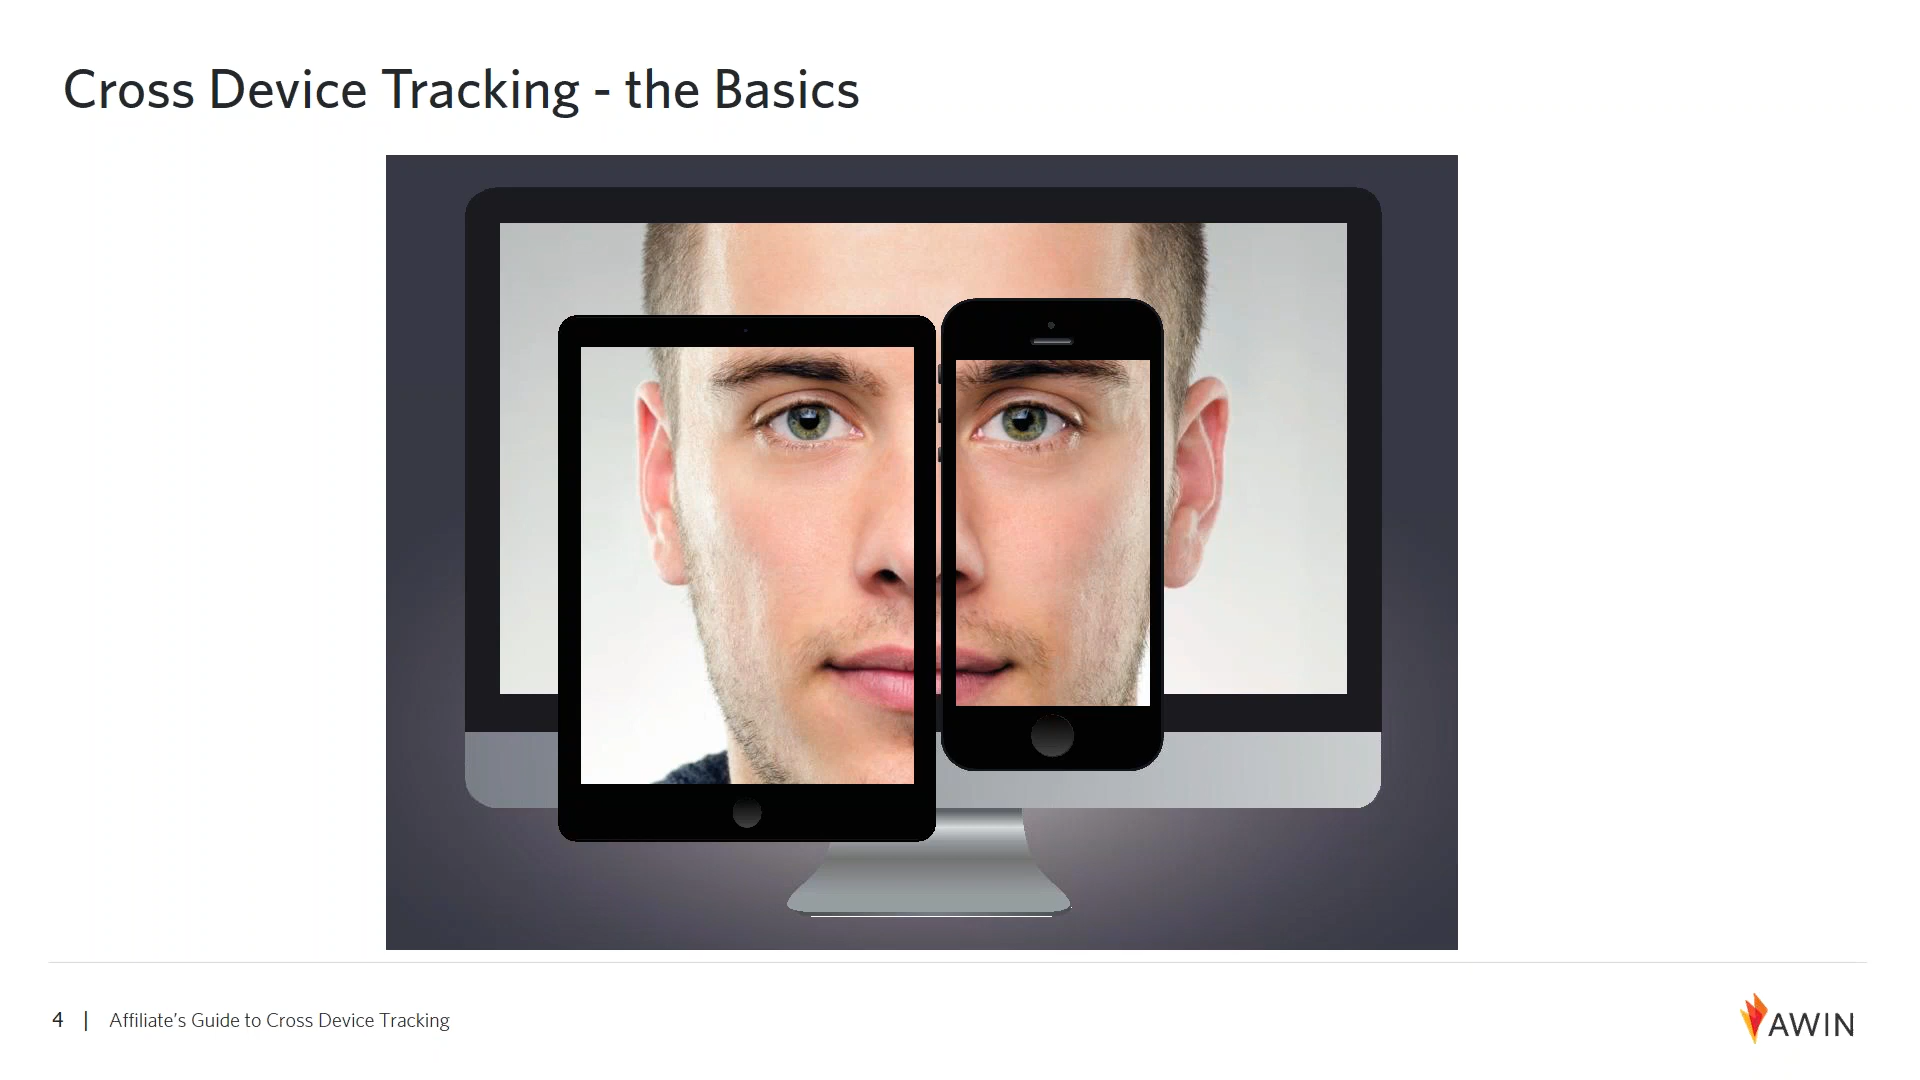 Cross Device Tracking - the Basics
4 | Affiliate’s Guide to Cross Device Tracking
AWIN